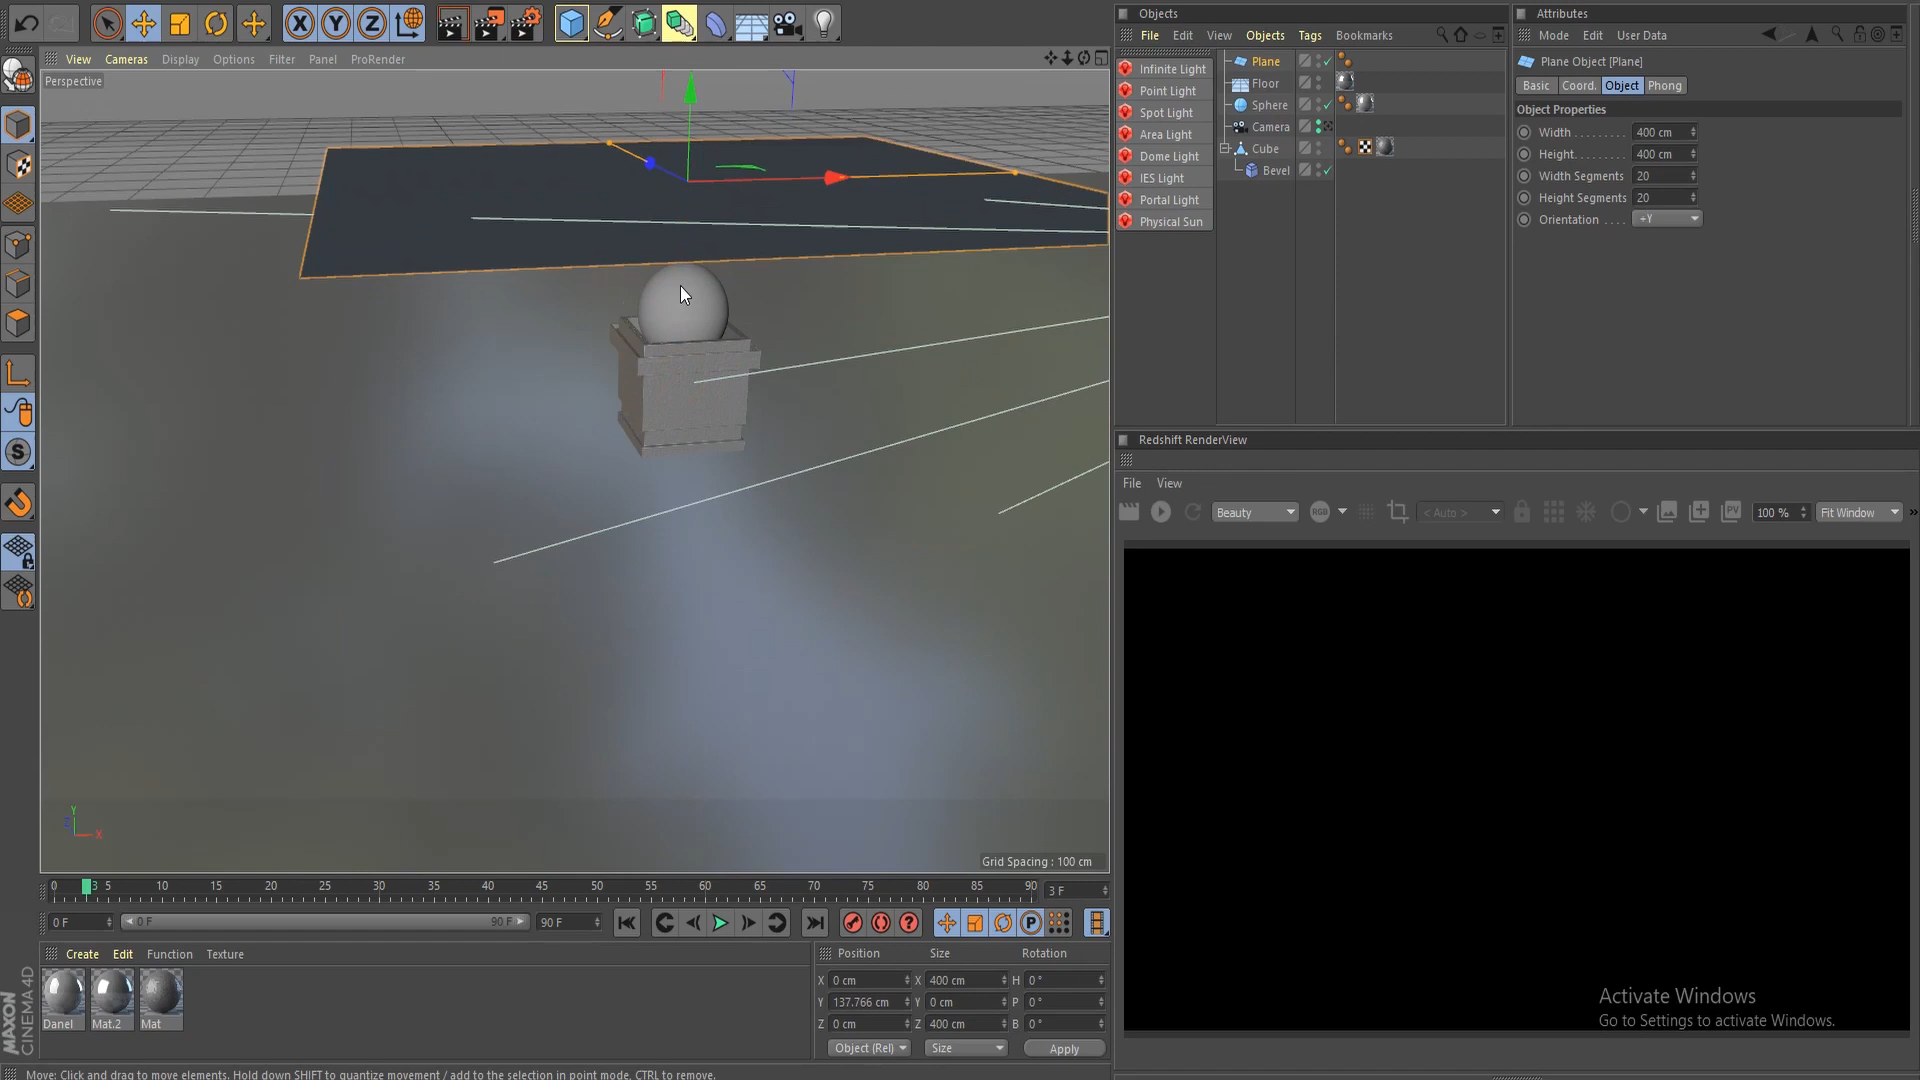 Objects
Attributes
File Edit View Objects Tags Bookmarks
Mode Edit User Data
View Cameras Display Options Filter Panel ProRender
Perspective
Infinite Light
Point Light
Spot Light
Area Light
Dome Light
IES Light
Portal Light
Physical Sun
Plane
Floor
Sphere
Camera
Cube
Bevel
Plane Object [Plane]
Basic Coord. Object Phong
Object Properties
Width . . . . . . . . 400 cm
Height. . . . . . . . 400 cm
Width Segments 20
Height Segments 20
Orientation . . . . +Y
Redshift RenderView
File View
Beauty RGB < Auto > PV 100 % Fit Window »
Grid Spacing : 100 cm
Y
Z
X
0 3 5 10 15 20 25 30 35 40 45 50 55 60 65 70 75 80 85 90 3 F
0 F 0 F 90 F 90 F
Create Edit Function Texture
Danel Mat.2 Mat
Position Size Rotation
X 0 cm X 400 cm H 0 °
Y 137.766 cm Y 0 cm P 0 °
Z 0 cm Z 400 cm B 0 °
Object (Rel) Size Apply
MAXON
CINEMA 4D
Activate Windows
Go to Settings to activate Windows.
Move: Click and drag to move elements. Hold down SHIFT to quantize movement / add to the selection in point mode, CTRL to remove.